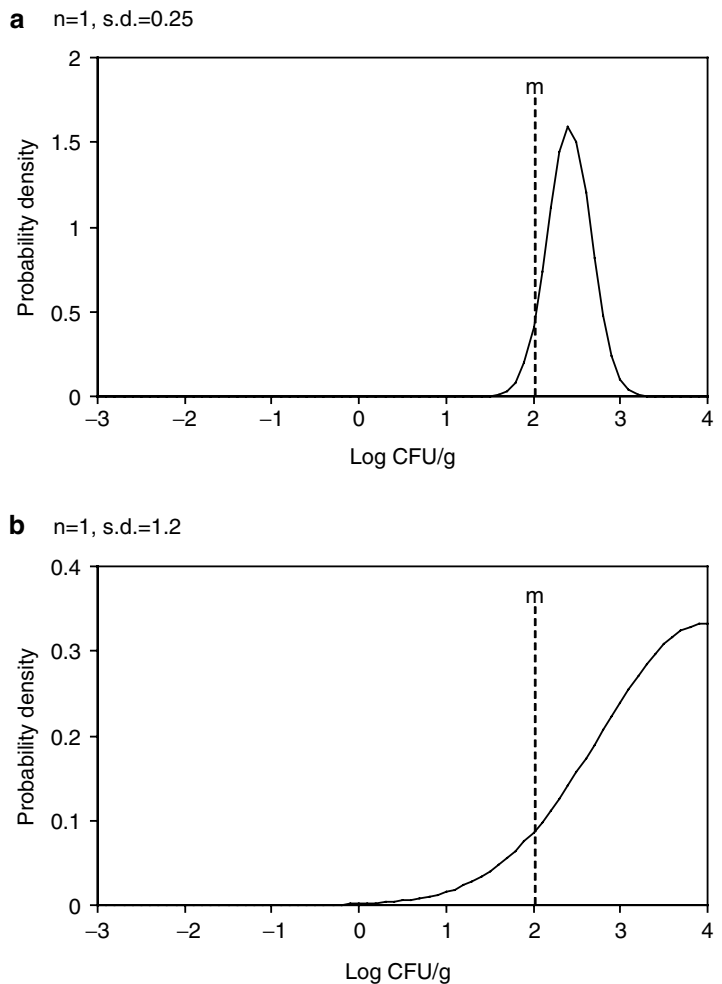 a n=1, s.d.=0.25
2
m
1.5
Probability density
1
0.5
0
−3 −2 −1 0 1 2 3 4
Log CFU/g
b n=1, s.d.=1.2
0.4
m
0.3
Probability density
0.2
0.1
0
−3 −2 −1 0 1 2 3 4
Log CFU/g